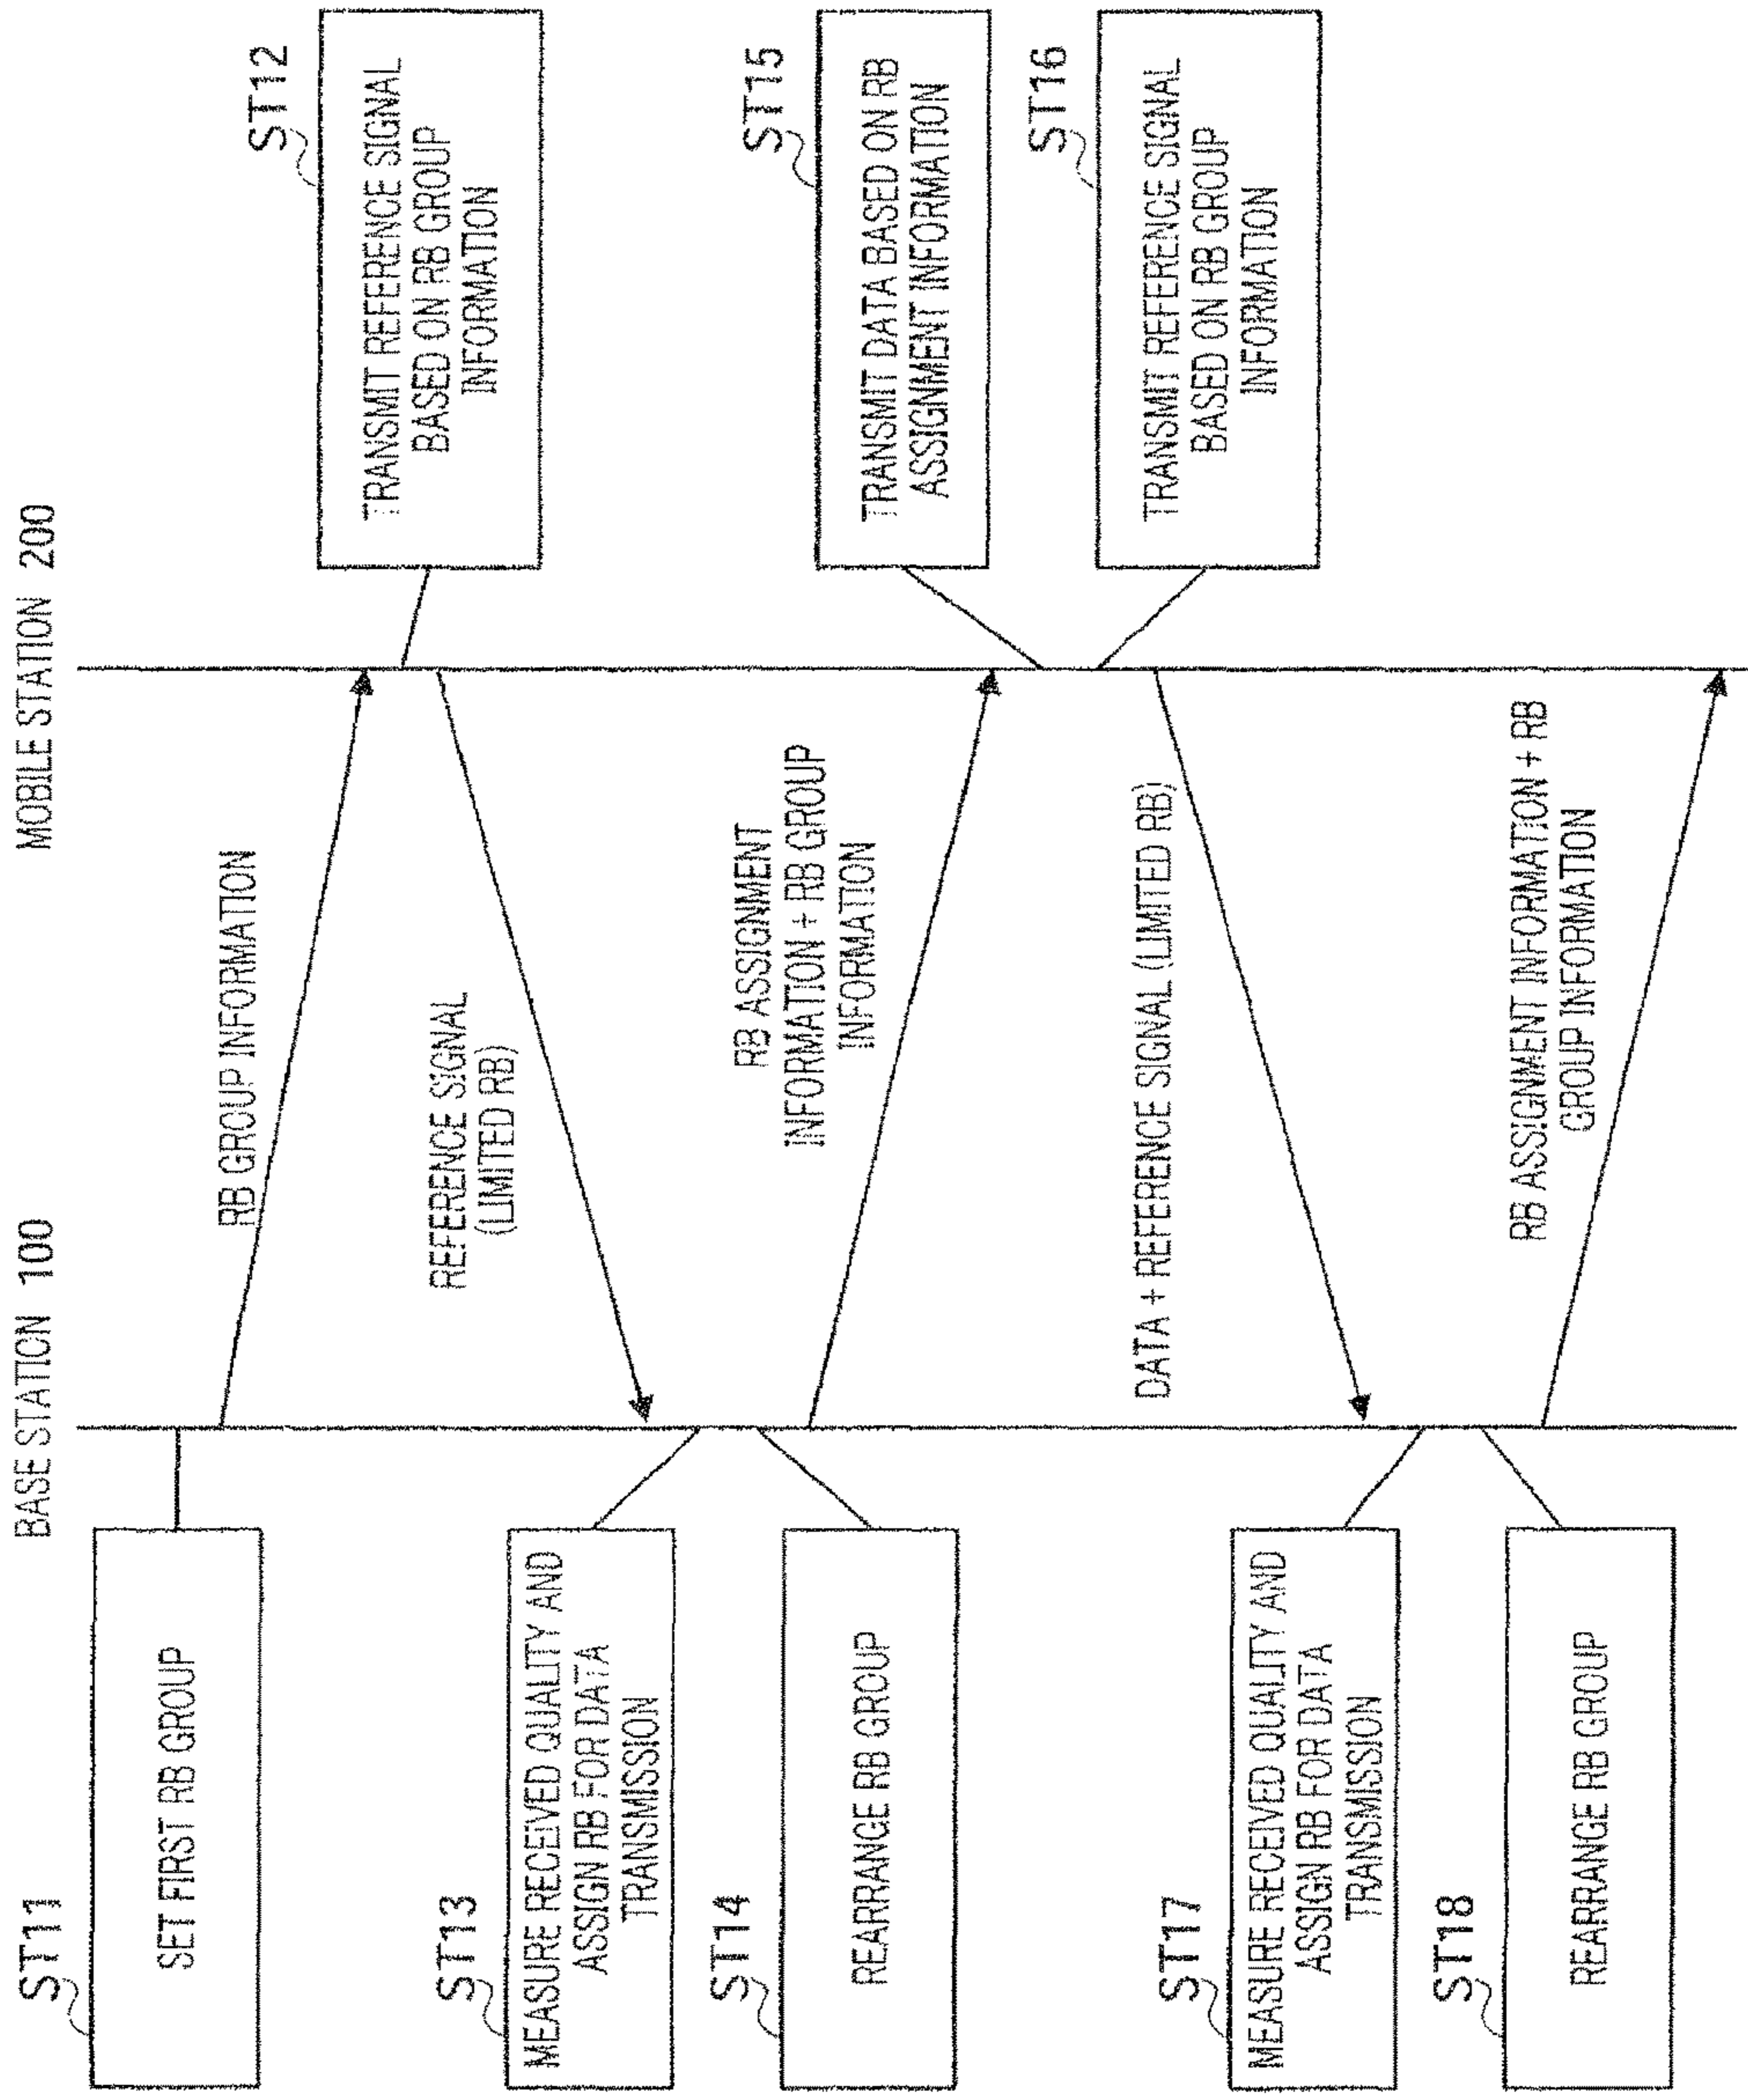 BASE STATION 100
MOBILE STATION 200
ST11
SET FIRST RB GROUP
RB GROUP INFORMATION
ST12
TRANSMIT REFERENCE SIGNAL
BASED ON RB GROUP
INFORMATION
REFERENCE SIGNAL
(LIMITED RB)
ST13
MEASURE RECEIVED QUALITY AND
ASSIGN RB FOR DATA
TRANSMISSION
ST14
REARRANGE RB GROUP
RB ASSIGNMENT
INFORMATION + RB GROUP
INFORMATION
ST15
TRANSMIT DATA BASED ON RB
ASSIGNMENT INFORMATION
ST16
TRANSMIT REFERENCE SIGNAL
BASED ON RB GROUP
INFORMATION
DATA + REFERENCE SIGNAL (LIMITED RB)
ST17
MEASURE RECEIVED QUALITY AND
ASSIGN RB FOR DATA
TRANSMISSION
ST18
REARRANGE RB GROUP
RB ASSIGNMENT INFORMATION + RB
GROUP INFORMATION